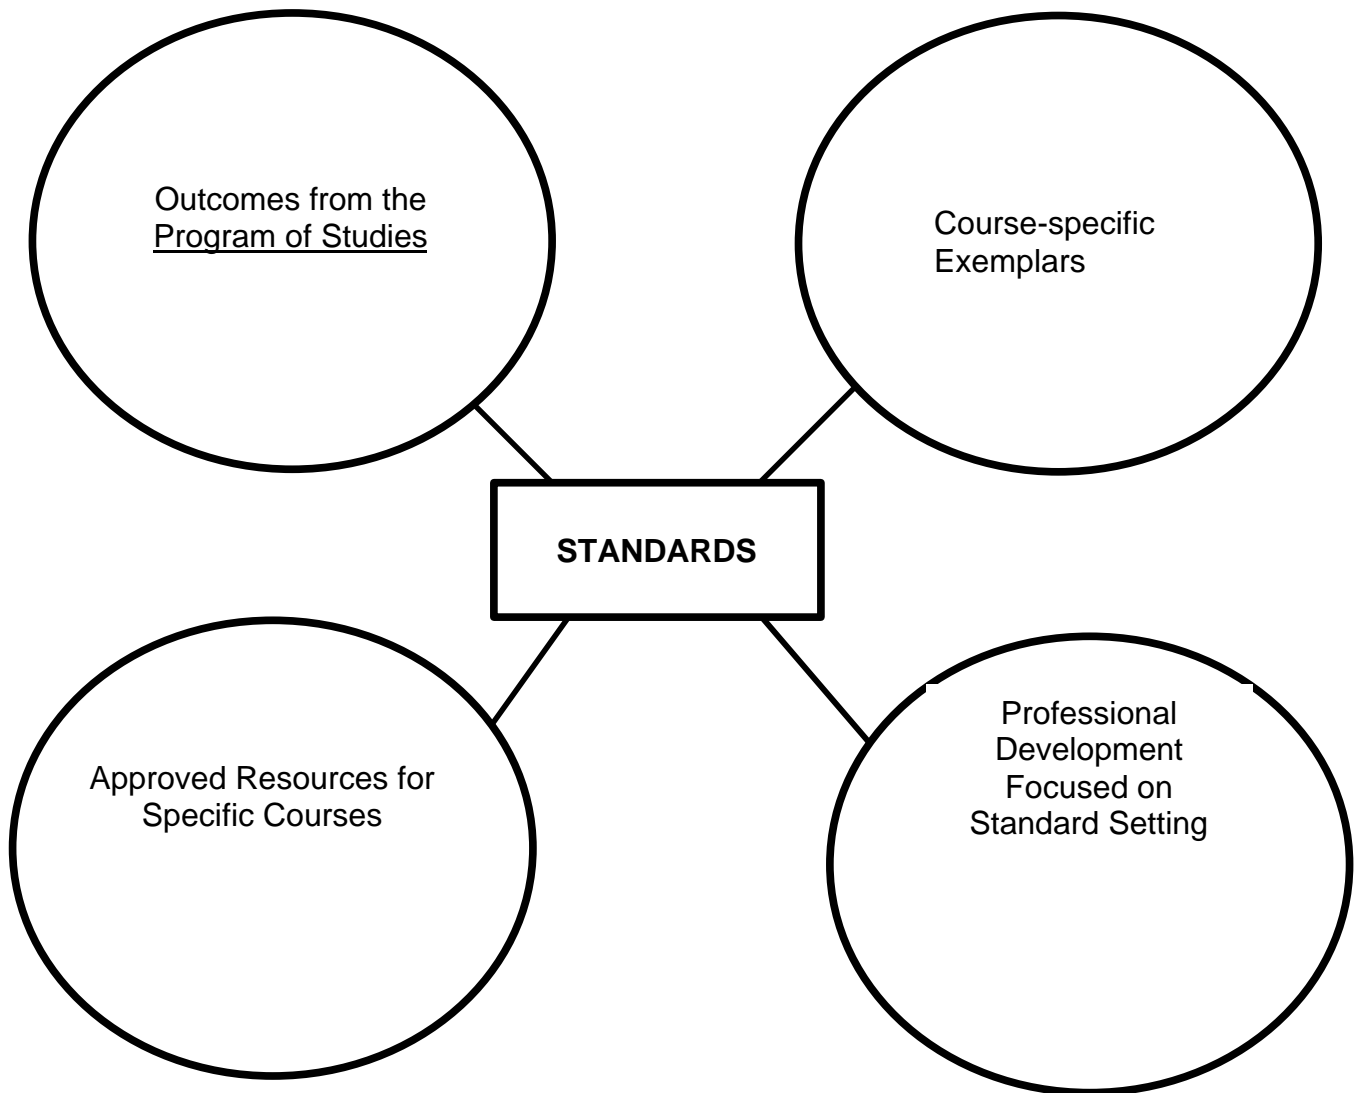 Outcomes from the
Program of Studies
Course-specific
Exemplars
STANDARDS
Approved Resources for
Specific Courses
Professional
Development
Focused on
Standard Setting